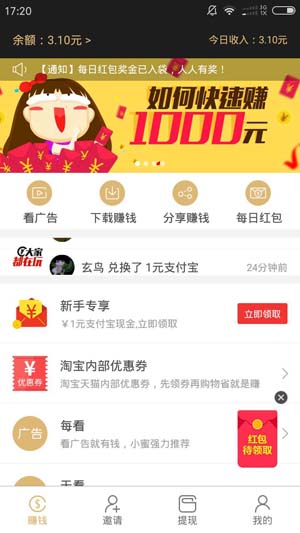 17:20
3G
1X
余额：3.10元 > 今日收入：3.10元
【通知】每日红包奖金已入袋，人人有奖！
如何快速赚
1000元
看广告 下载赚钱 分享赚钱 每日红包
大家
都在玩
玄鸟 兑换了 1元支付宝 24分钟前
新手专享
￥1元支付宝现金,立即领取
立即领取
优惠券
淘宝内部优惠券
淘宝天猫内部优惠券，先领券再购物省就是赚
广告
每看
看广告就有钱，小蜜强力推荐
红包
待领取
天看
赚钱 邀请 提现 我的